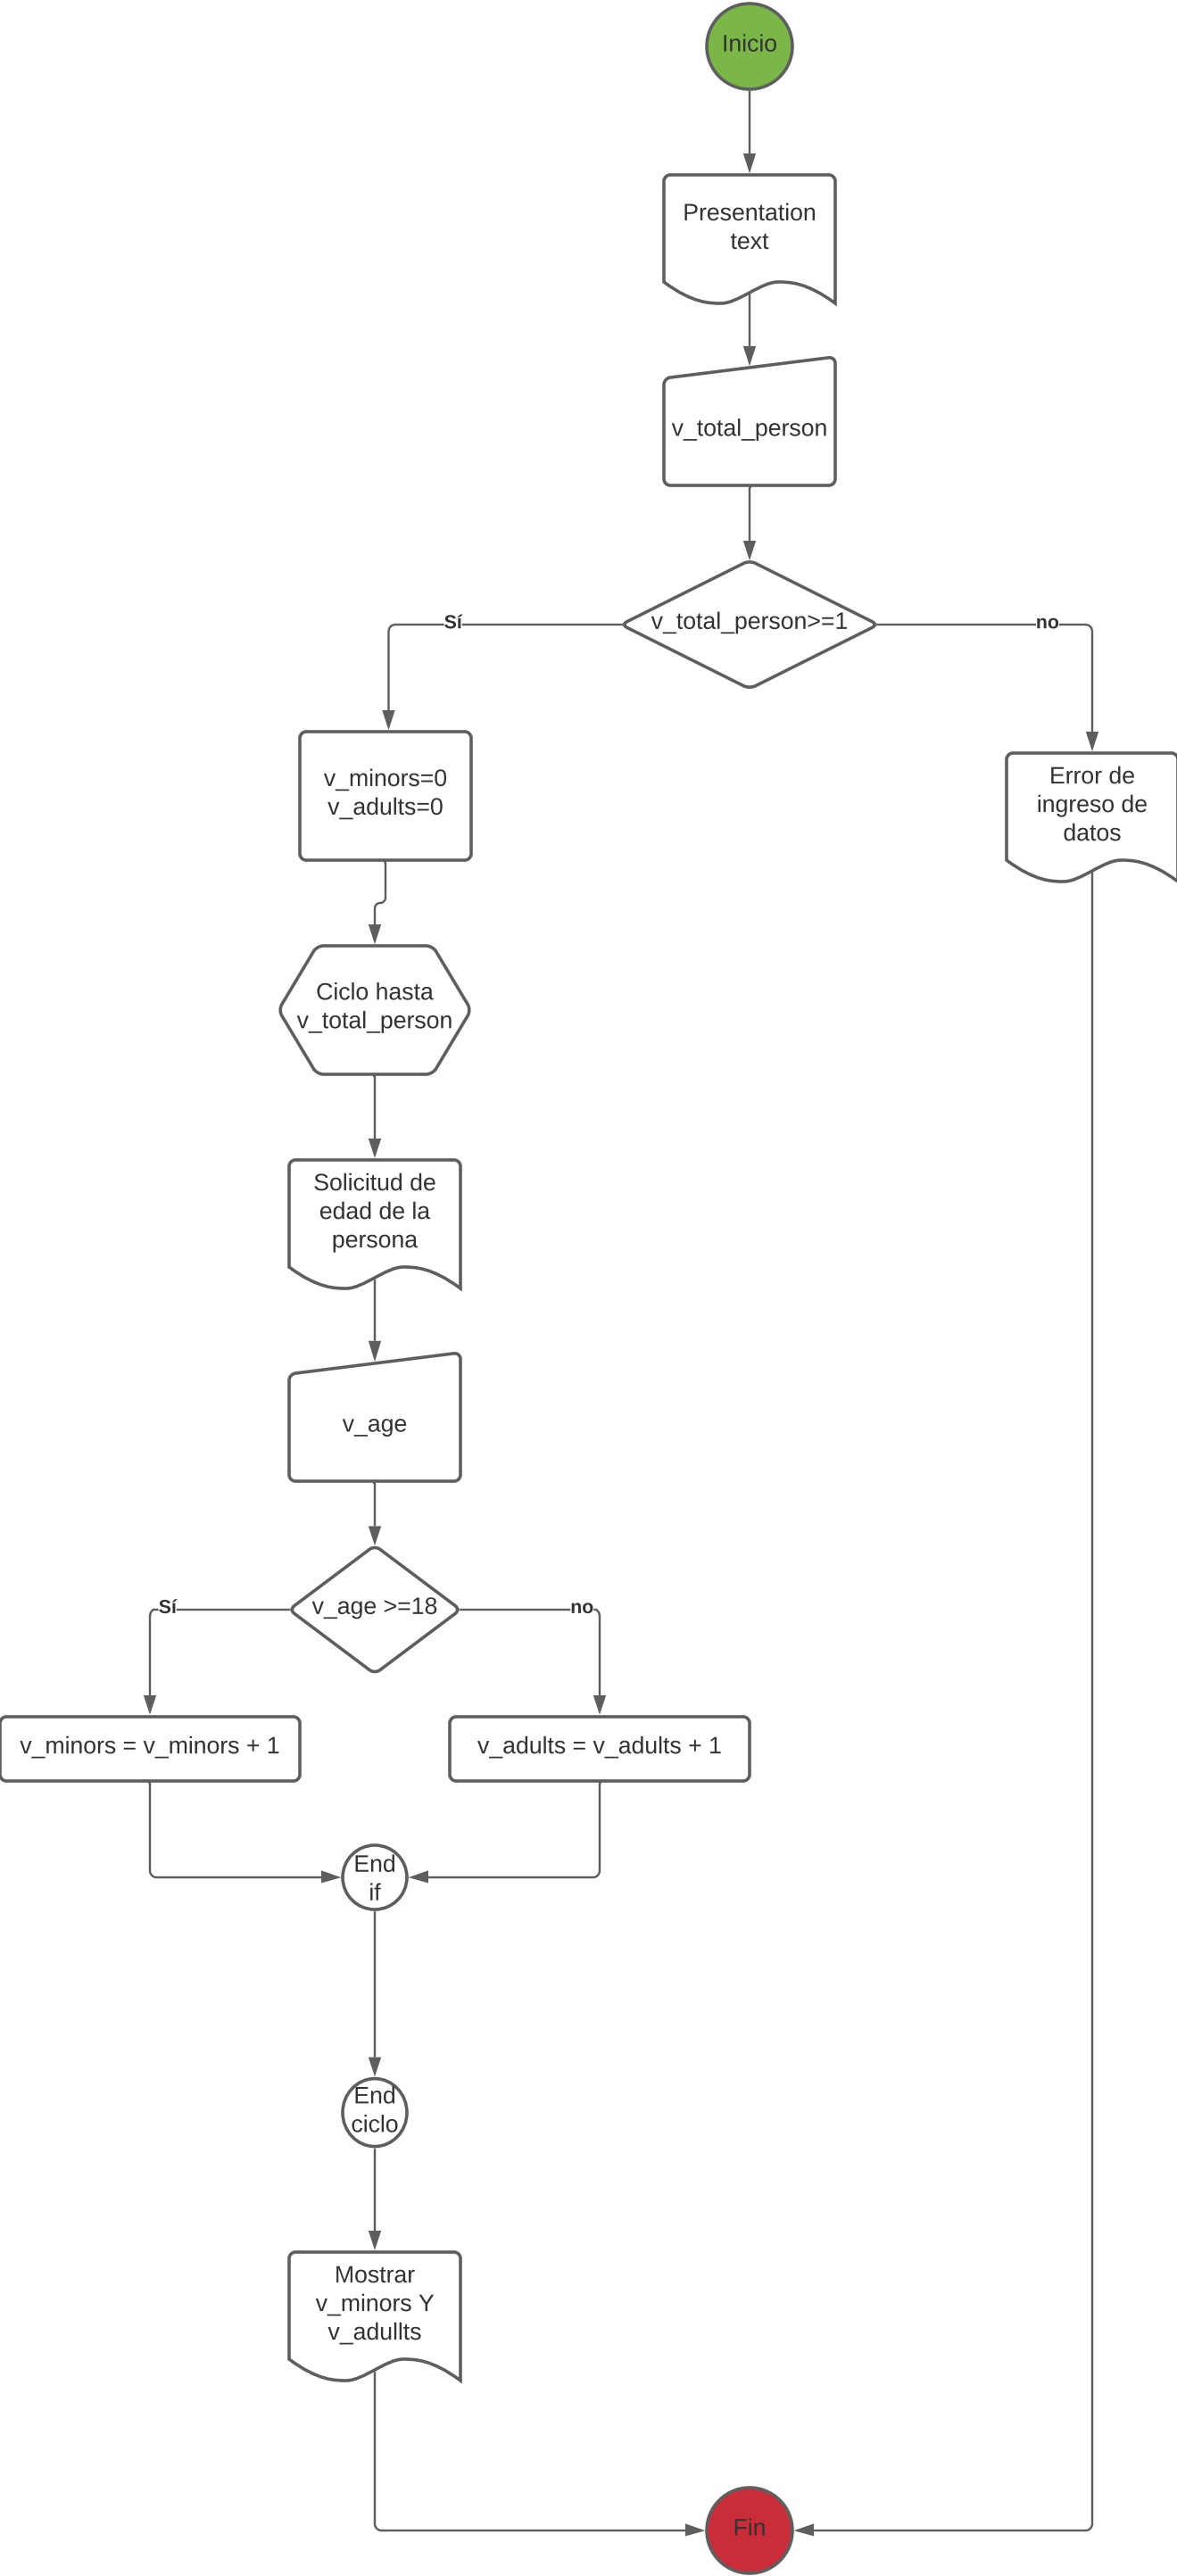 Inicio
Presentation
text
v_total_person
v_total_person>=1
Sí
no
v_minors=0
v_adults=0
Error de
ingreso de
datos
Ciclo hasta
v_total_person
Solicitud de
edad de la
persona
v_age
v_age >=18
Sí
no
v_minors = v_minors + 1
v_adults = v_adults + 1
End
if
End
ciclo
Mostrar
v_minors Y
v_adullts
Fin